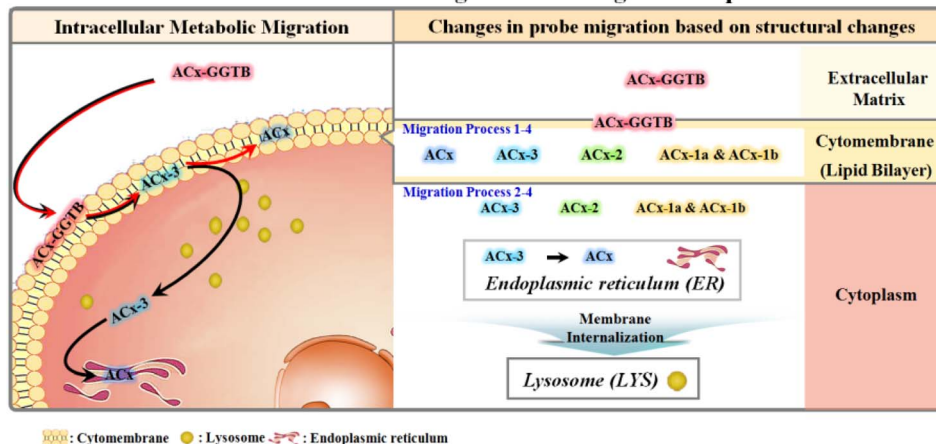 Intracellular Metabolic Migration
Changes in probe migration based on structural changes
ACx-GGTB
ACx
ACx-3
ACx-GGTB
ACx-3
ACx
ACx-GGTB
Extracellular
Matrix
ACx-GGTB
Migration Process 1-4
ACx ACx-3 ACx-2 ACx-1a & ACx-1b
Cytomembrane
(Lipid Bilayer)
Migration Process 2-4
ACx-3 ACx-2 ACx-1a & ACx-1b
ACx-3 ACx
Endoplasmic reticulum (ER)
Cytoplasm
Membrane
Internalization
Lysosome (LYS)
: Cytomembrane : Lysosome : Endoplasmic reticulum